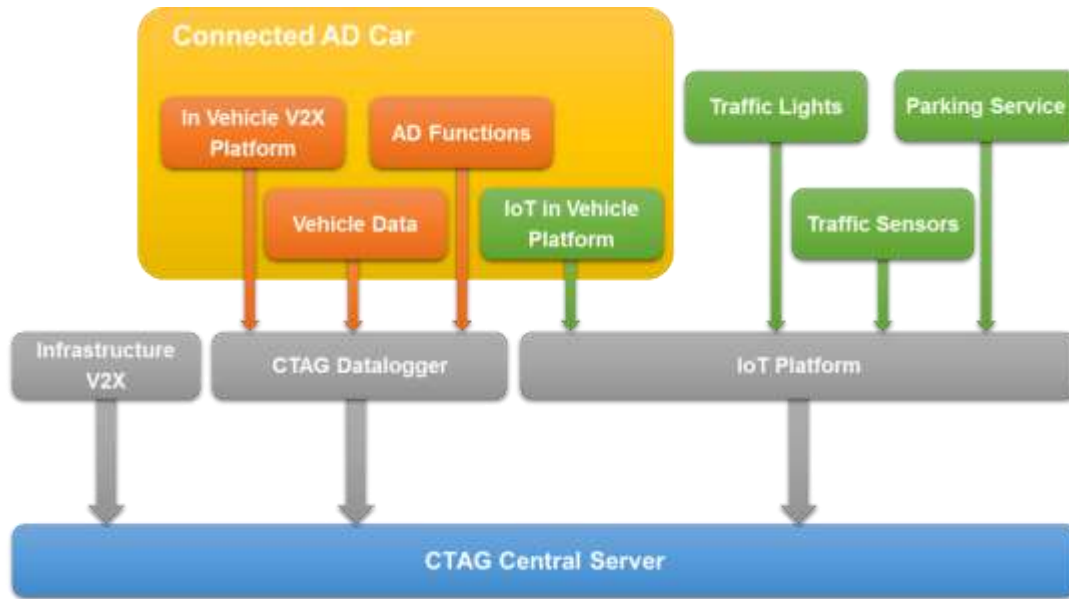 Connected AD Car
In Vehicle V2X
Platform
AD Functions
Traffic Lights
Parking Service
Vehicle Data
IoT in Vehicle
Platform
Traffic Sensors
Infrastructure
V2X
CTAG Datalogger
IoT Platform
CTAG Central Server